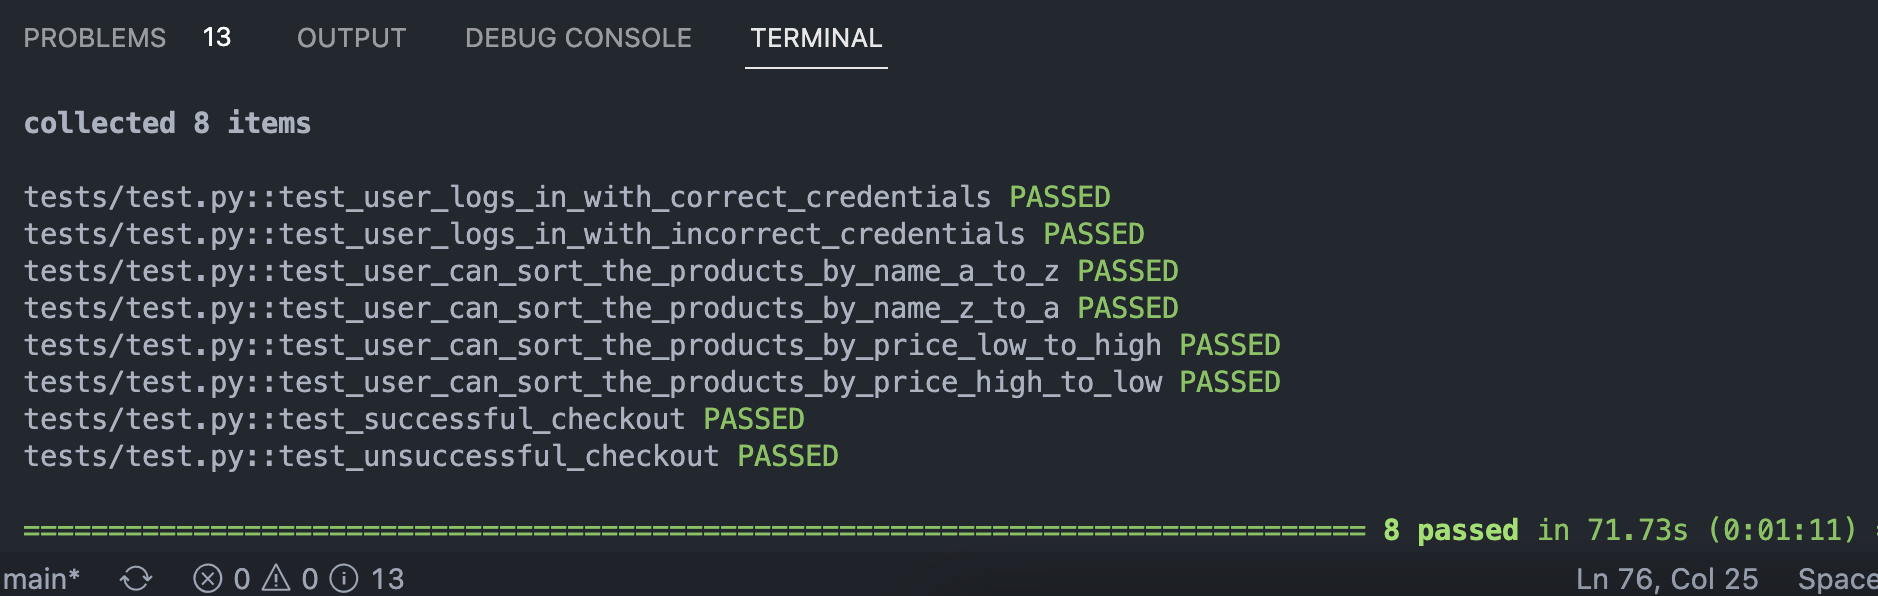 PROBLEMS 13 OUTPUT DEBUG CONSOLE TERMINAL
collected 8 items
tests/test.py::test_user_logs_in_with_correct_credentials PASSED
tests/test.py::test_user_logs_in_with_incorrect_credentials PASSED
tests/test.py::test_user_can_sort_the_products_by_name_a_to_z PASSED
tests/test.py::test_user_can_sort_the_products_by_name_z_to_a PASSED
tests/test.py::test_user_can_sort_the_products_by_price_low_to_high PASSED
tests/test.py::test_user_can_sort_the_products_by_price_high_to_low PASSED
tests/test.py::test_successful_checkout PASSED
tests/test.py::test_unsuccessful_checkout PASSED
=============================================================================== 8 passed in 71.73s (0:01:11) =
main* 0 0 13 Ln 76, Col 25 Space